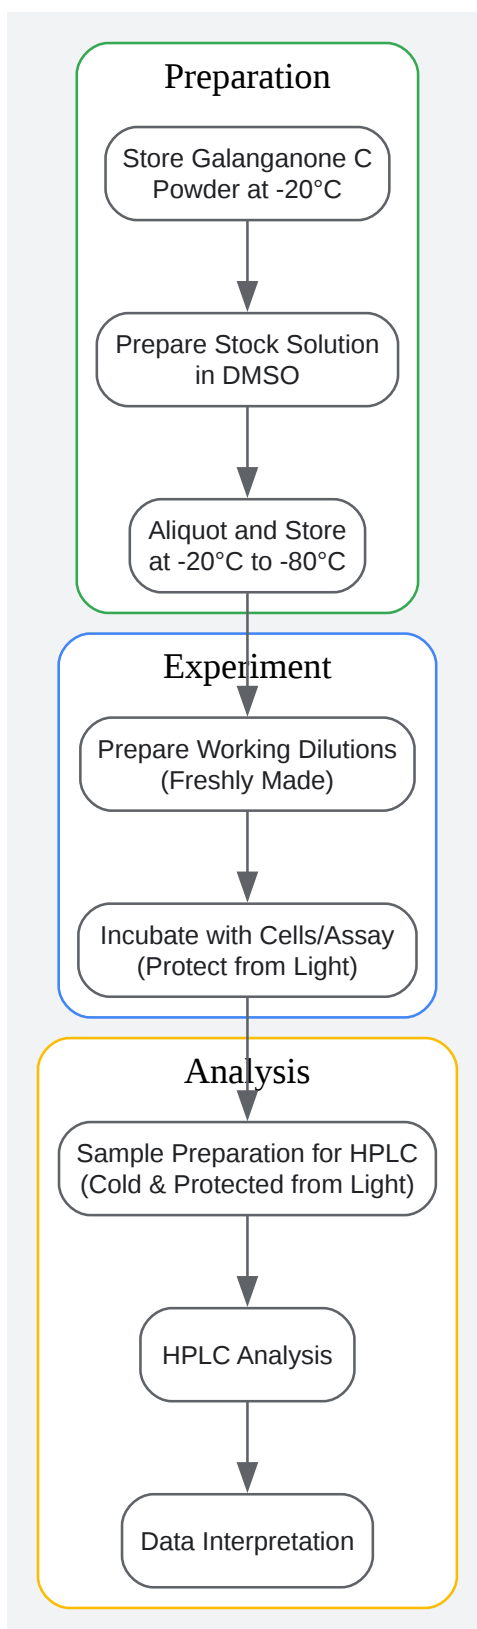 Preparation
Store Galanganone C
Powder at -20°C
Prepare Stock Solution
in DMSO
Aliquot and Store
at -20°C to -80°C
Experiment
Prepare Working Dilutions
(Freshly Made)
Incubate with Cells/Assay
(Protect from Light)
Analysis
Sample Preparation for HPLC
(Cold & Protected from Light)
HPLC Analysis
Data Interpretation